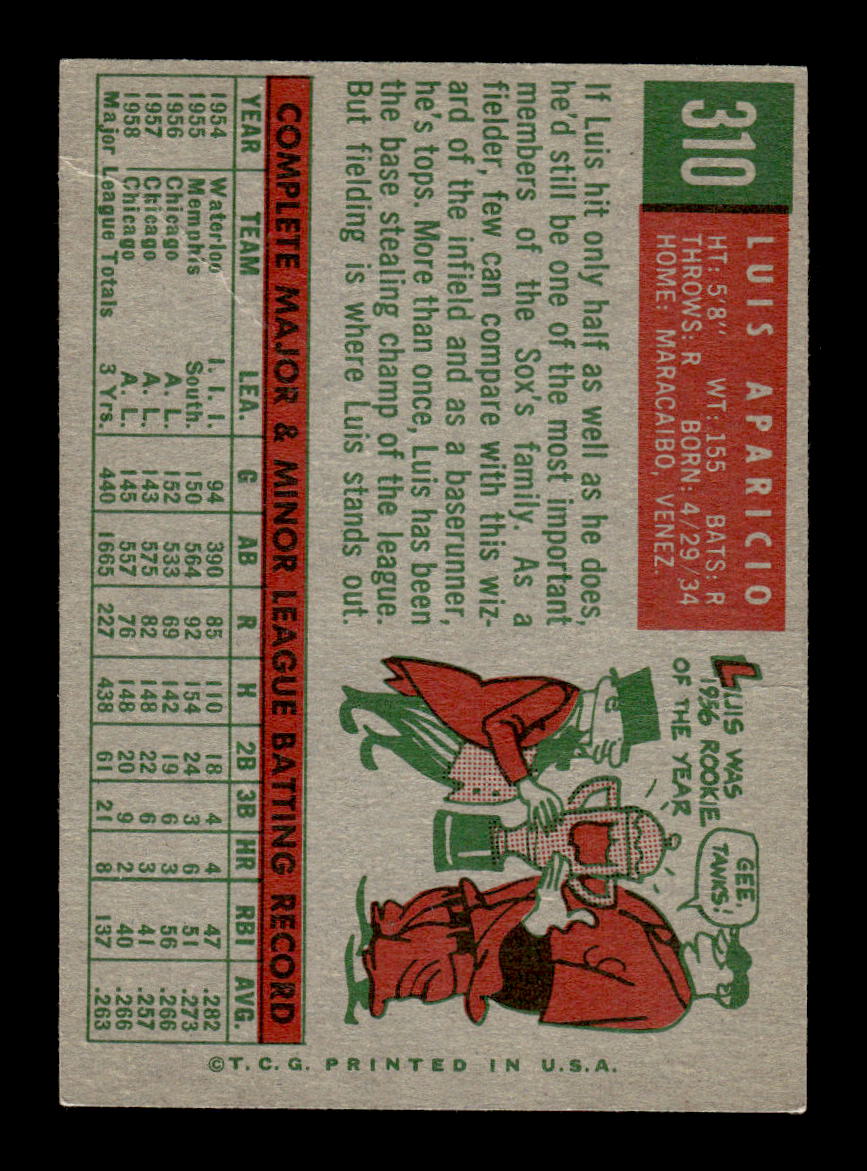 310
LUIS APARICIO
HT: 5'8" WT: 155 BATS: R
THROWS: R BORN: 4/29/34
HOME: MARACAIBO, VENEZ.
If Luis hit only half as well as he does,
he'd still be one of the most important
members of the Sox's family. As a
fielder, few can compare with this wiz-
ard of the infield and as a baserunner,
he's tops. More than once, Luis has been
the base stealing champ of the league.
But fielding is where Luis stands out.
LUIS WAS
1956 ROOKIE
OF THE YEAR
GEE,
TANKS!
COMPLETE MAJOR & MINOR LEAGUE BATTING RECORD
YEAR TEAM LEA. G AB R H 2B 3B HR RBI AVG.
1954 Waterloo I. I. I. 94 390 85 110 18 4 4 47 .282
1955 Memphis South. 150 564 92 154 24 3 6 51 .273
1956 Chicago A. L. 152 533 69 142 19 6 3 56 .266
1957 Chicago A. L. 143 575 82 148 22 6 3 41 .257
1958 Chicago A. L. 145 557 76 148 20 9 2 40 .266
Major League Totals 3 Yrs. 440 1665 227 438 61 21 8 137 .263
©T. C. G. PRINTED IN U.S.A.